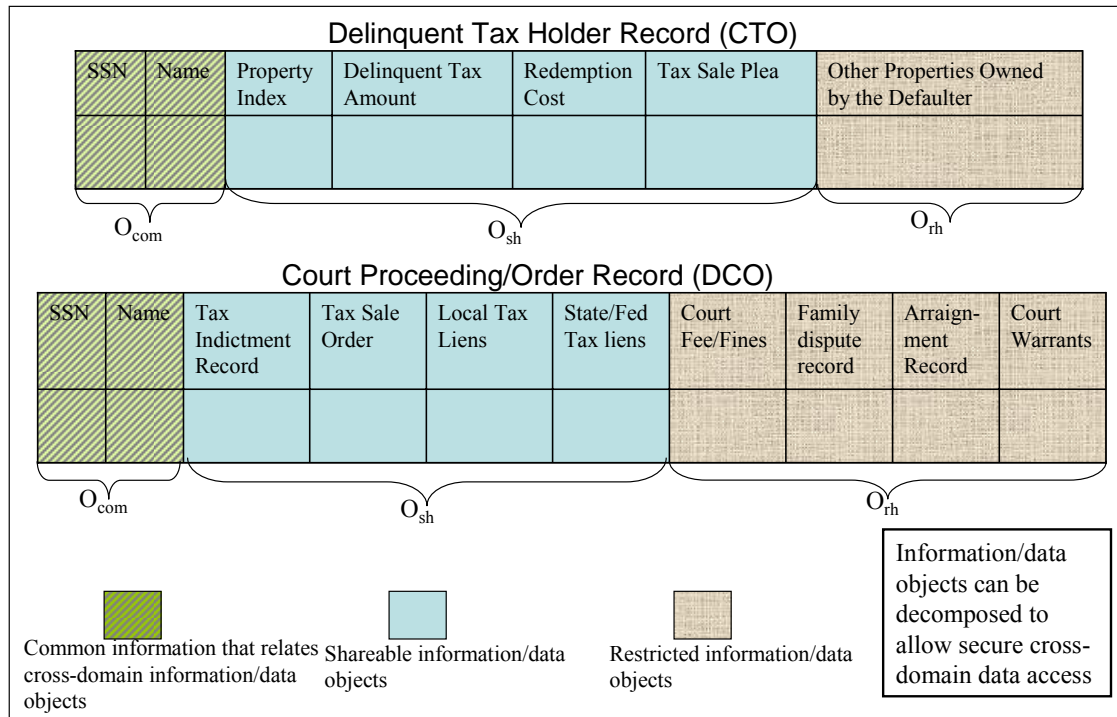 Delinquent Tax Holder Record (CTO)
SSN
Name
Property
Index
Delinquent Tax
Amount
Redemption
Cost
Tax Sale Plea
Other Properties Owned
by the Defaulter
Ocom
Osh
Orh
Court Proceeding/Order Record (DCO)
SSN
Name
Tax
Indictment
Record
Tax Sale
Order
Local Tax
Liens
State/Fed
Tax liens
Court
Fee/Fines
Family
dispute
record
Arraign-
ment
Record
Court
Warrants
Ocom
Osh
Orh
Common information that relates
cross-domain information/data
objects
Shareable information/data
objects
Restricted information/data
objects
Information/data
objects can be
decomposed to
allow secure cross-
domain data access